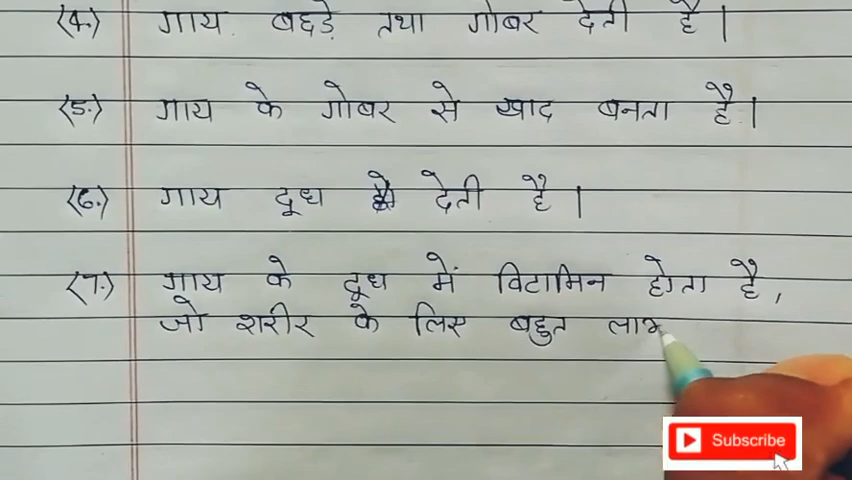 (4.) गाय बछड़े तथा गोबर देती है।
(5.) गाय के गोबर से खाद बनता है।
(6.) गाय दूध देती है।
(7.) गाय के दूध में विटामिन होता है,
जो शरीर के लिए बहुत लाभ
Subscribe